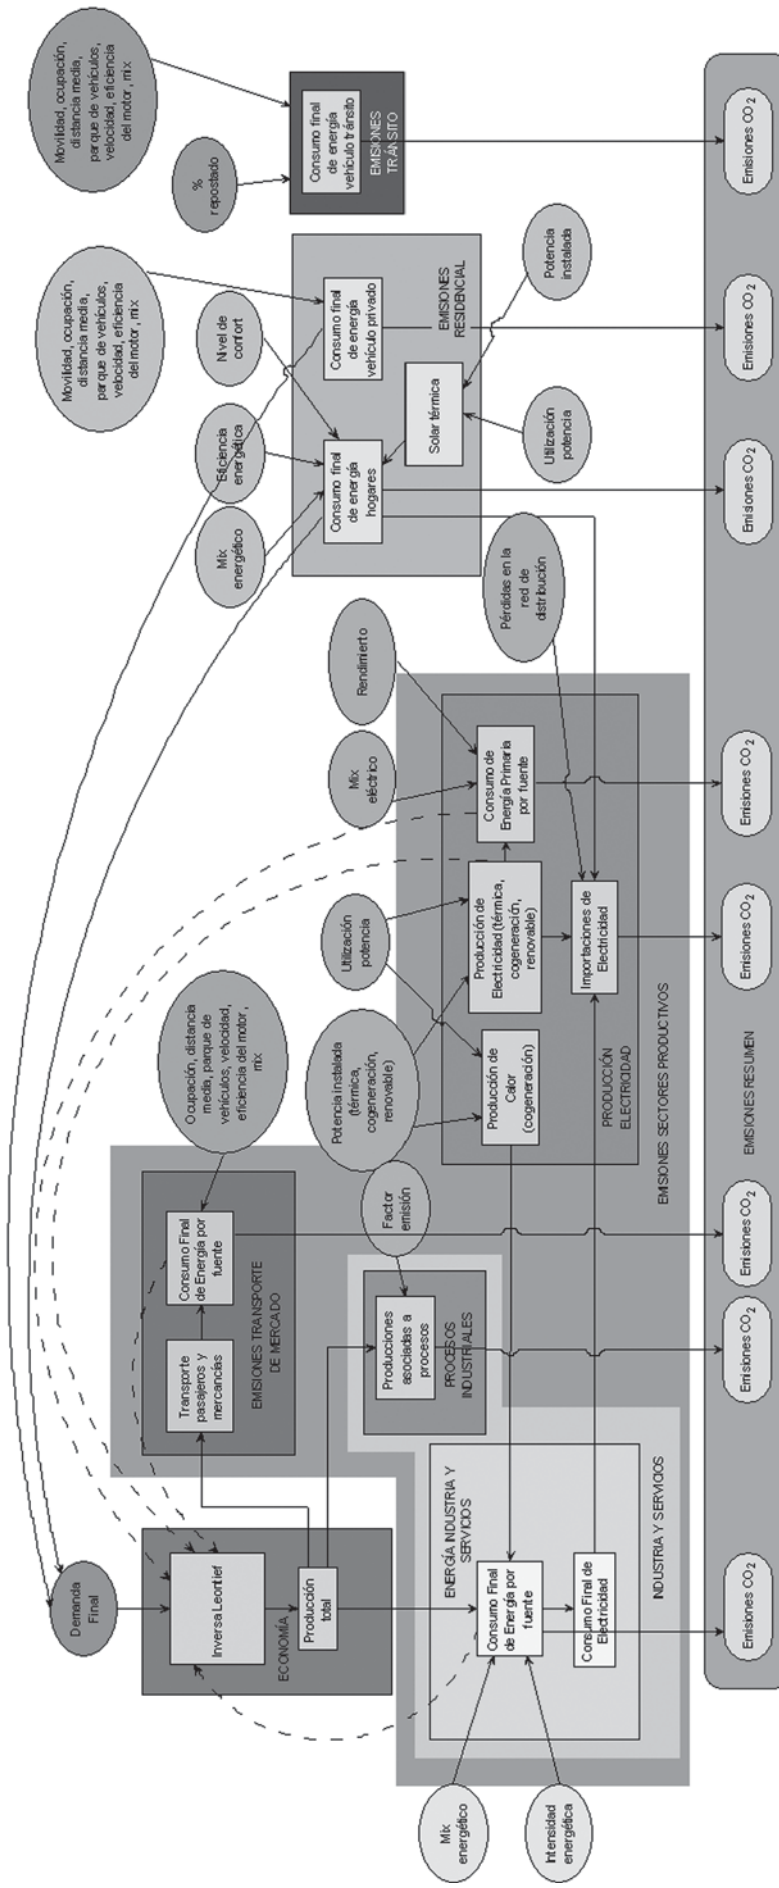 Demanda
Final
Inversa Leontief
Producción
total
ECONOMÍA
Transporte
pasajeros y
mercancías
Consumo Final
de Energía por
fuente
EMISIONES TRANSPORTE
DE MERCADO
Ocupación, distancia
media, parque de
vehículos, velocidad,
eficiencia del motor ,
mix
Mix
energético
Intensidad
energética
ENERGÍA INDUSTRIA Y
SERVICIOS
Consumo Final
de Energía por
fuente
Consumo Final de
Electricidad
INDUSTRIA Y SERVICIOS
Factor
emisión
Producciones
asociadas a
procesos
PROCESOS
INDUSTRIALES
Potencia instalada
(térmica,
cogeneración,
renovable)
Utilización
potencia
Mix
eléctrico
Rendimiento
Producción de
Calor
(cogeneración)
Producción de
Electricidad (térmica,
cogeneración,
renovable)
Consumo de
Energía Primaria
por fuente
Importaciones de
Electricidad
PRODUCCIÓN
ELECTRICIDAD
EMISIONES SECTORES PRODUCTIVOS
Pérdidas en la
red de
distribución
Mix
energético
Eficiencia
energética
Nivel de
confort
Movilidad, ocupación,
distancia media,
parque de vehículos,
velocidad, eficiencia
del motor , mix
Consumo final
de energía
hogares
Consumo final
de energía
vehículo privado
Solar térmica
EMISIONES
RESIDENCIAL
Utilización
potencia
Potencia
instalada
%
repostado
Movilidad, ocupación,
distancia media,
parque de vehículos,
velocidad, eficiencia
del motor , mix
Consumo final
de energía
vehículo tránsito
EMISIONES
TRÁNSITO
Emisiones CO2
Emisiones CO2
Emisiones CO2
Emisiones CO2
Emisiones CO2
Emisiones CO2
Emisiones CO2
Emisiones CO2
EMISIONES RESUMEN